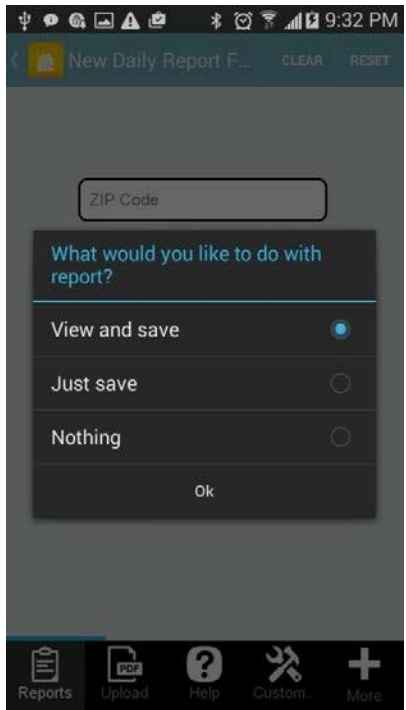 9:32 PM
New Daily Report F... CLEAR RESET
ZIP Code
What would you like to do with
report?
View and save
Just save
Nothing
Ok
PDF
?
Reports Upload Help Custom.. More